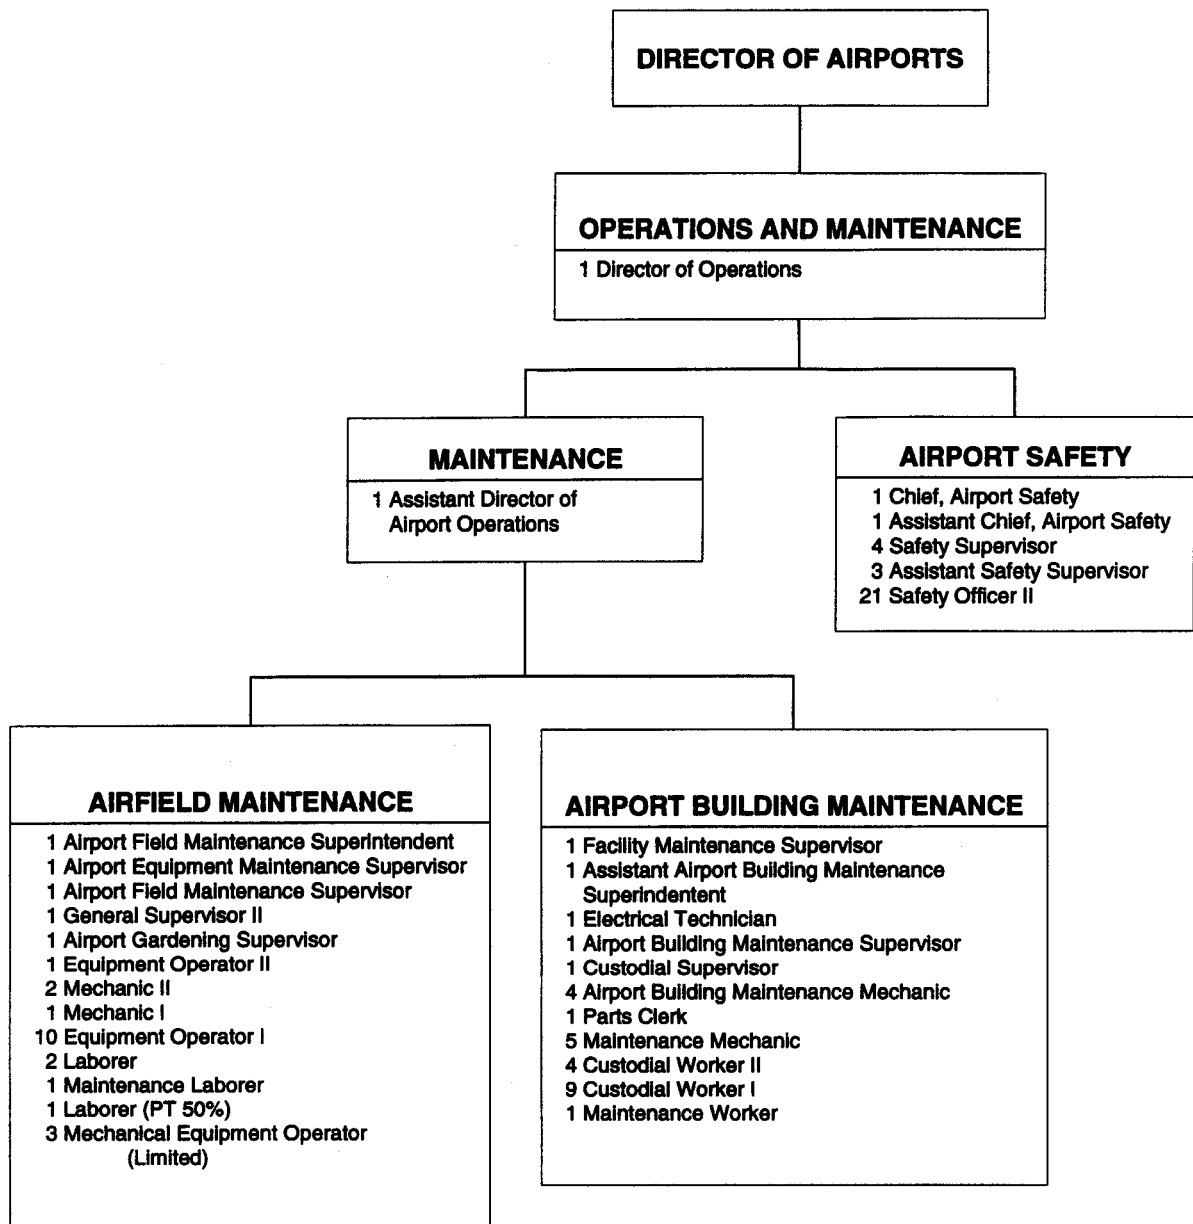 DIRECTOR OF AIRPORTS
OPERATIONS AND MAINTENANCE
1 Director of Operations
MAINTENANCE
1 Assistant Director of
Airport Operations
AIRPORT SAFETY
1 Chief, Airport Safety
1 Assistant Chief, Airport Safety
4 Safety Supervisor
3 Assistant Safety Supervisor
21 Safety Officer II
AIRFIELD MAINTENANCE
1 Airport Field Maintenance Superintendent
1 Airport Equipment Maintenance Supervisor
1 Airport Field Maintenance Supervisor
1 General Supervisor II
1 Airport Gardening Supervisor
1 Equipment Operator II
2 Mechanic II
1 Mechanic I
10 Equipment Operator I
2 Laborer
1 Maintenance Laborer
1 Laborer (PT 50%)
3 Mechanical Equipment Operator
(Limited)
AIRPORT BUILDING MAINTENANCE
1 Facility Maintenance Supervisor
1 Assistant Airport Building Maintenance
Superindentent
1 Electrical Technician
1 Airport Building Maintenance Supervisor
1 Custodial Supervisor
4 Airport Building Maintenance Mechanic
1 Parts Clerk
5 Maintenance Mechanic
4 Custodial Worker II
9 Custodial Worker I
1 Maintenance Worker